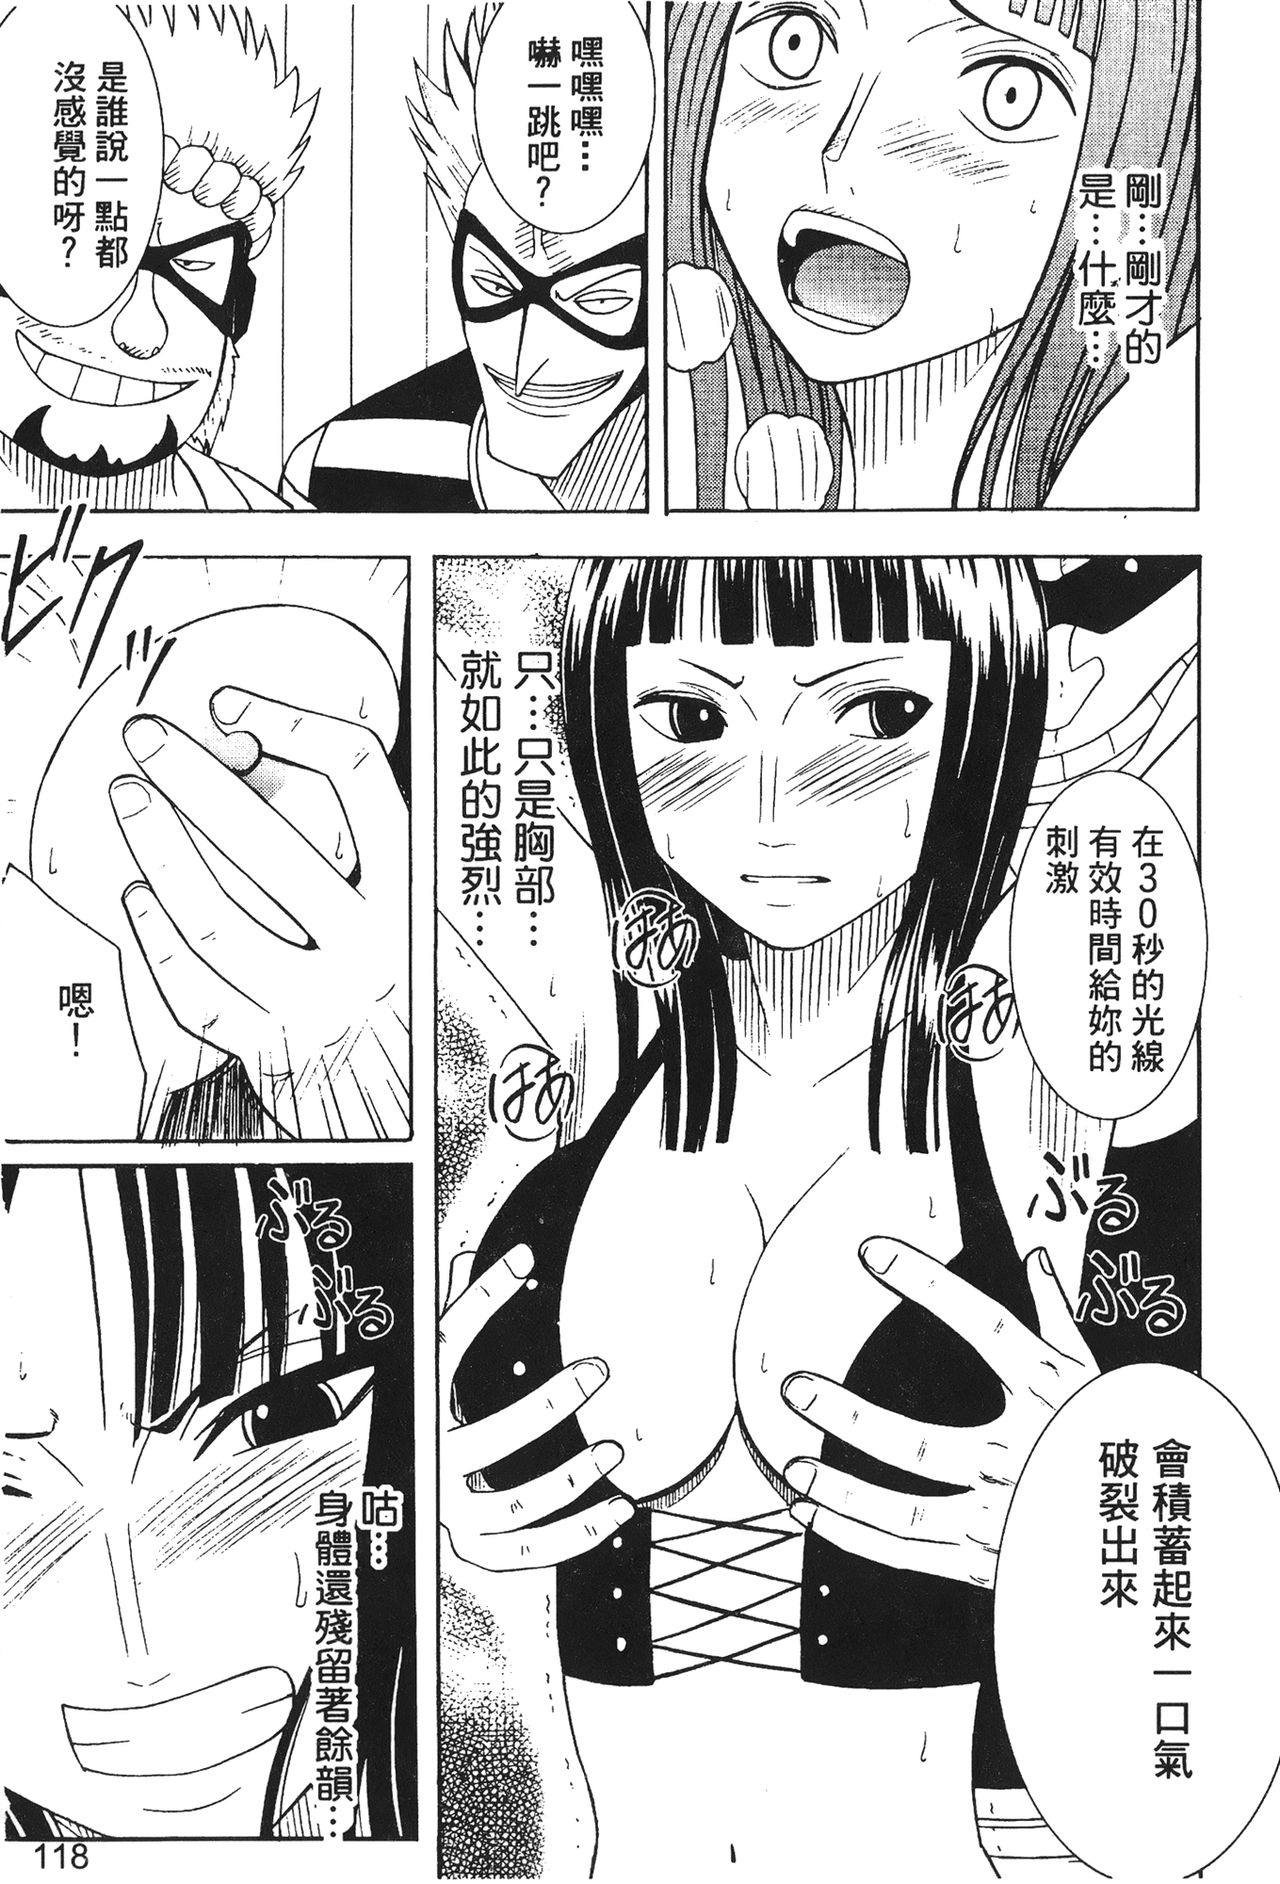 剛…剛才的
是…什麼…
嘿嘿嘿…
嚇一跳吧？
是誰說一點都
沒感覺的呀？
在30秒的光線
有效時間給妳的
刺激
會積蓄起來一口氣
破裂出來
只…只是胸部…
就如此的強烈…
はあ
はあ
はあ
ぶる
ぶる
ビク
嗯！
ぶる
ぶる
咕…
身體還殘留著餘韻…
118